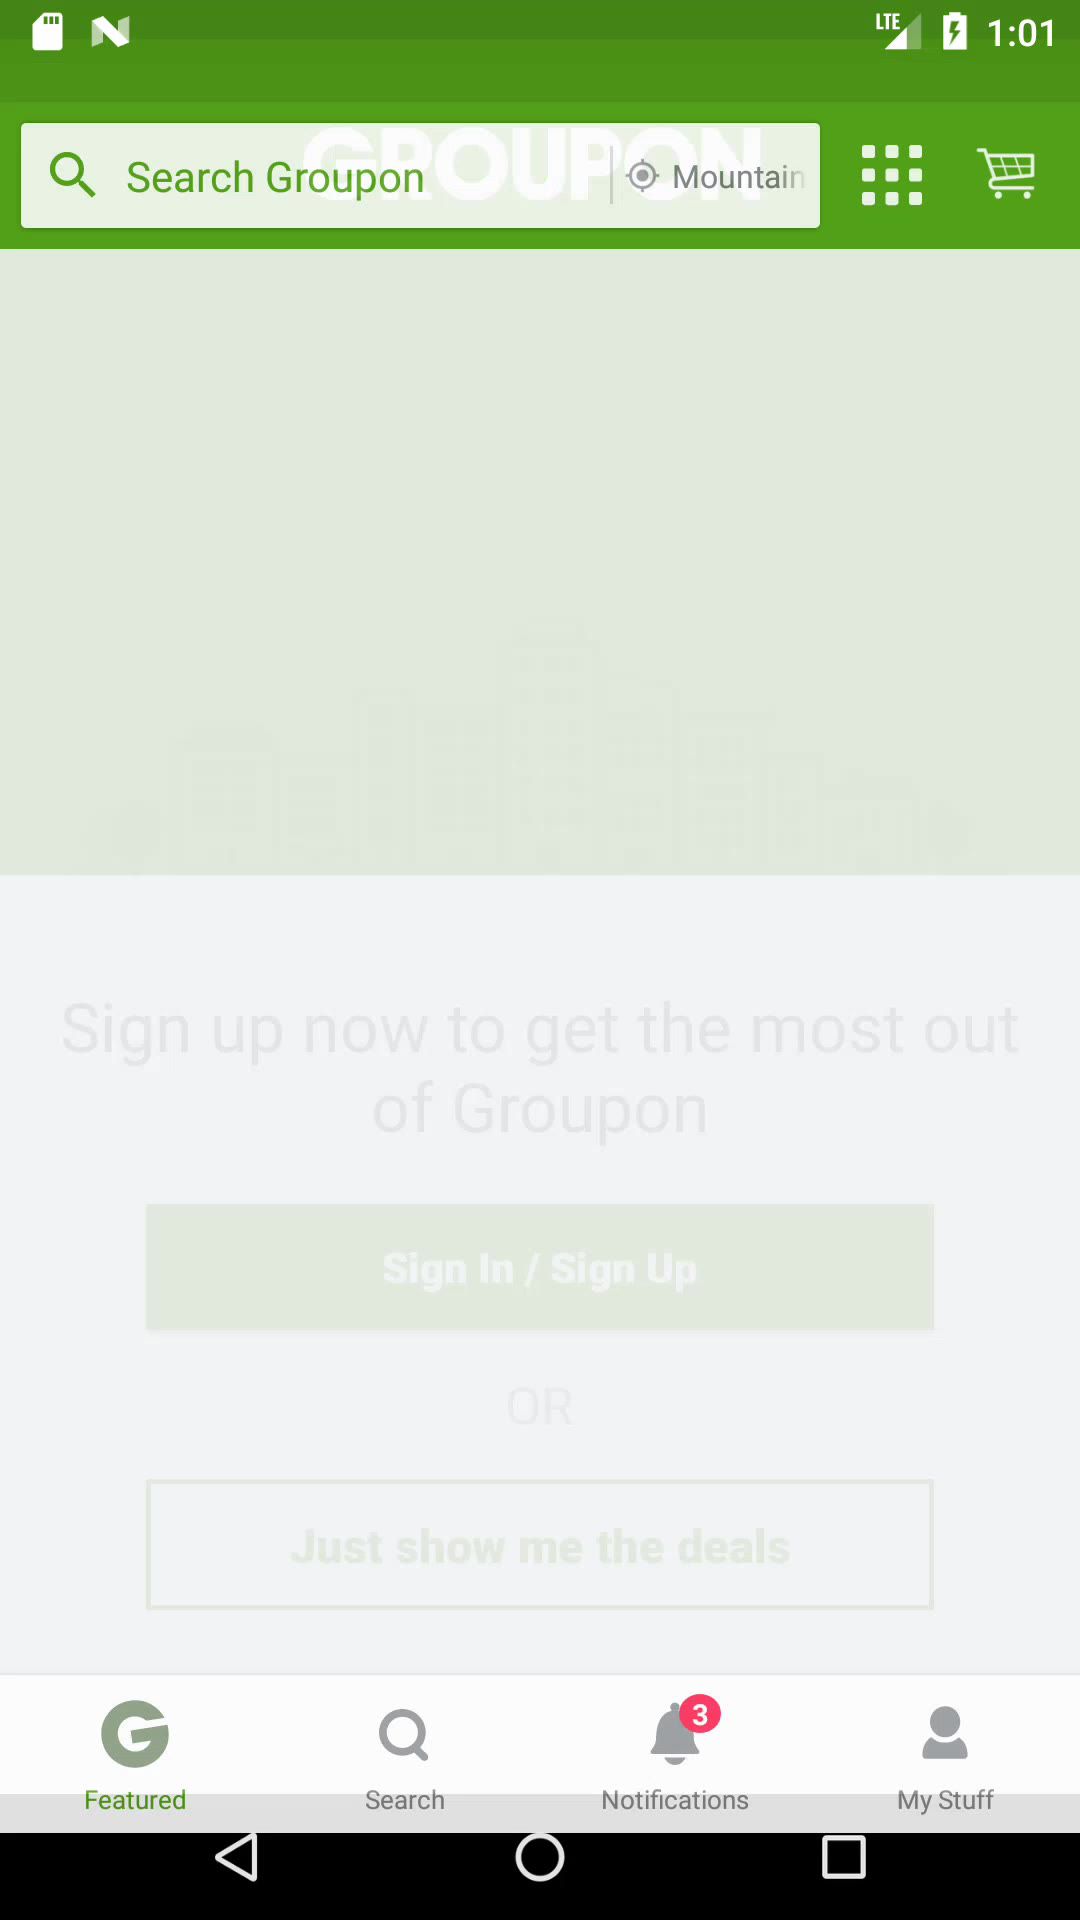 LTE 1:01
GROUPON
Search Groupon Mountain
Sign up now to get the most out
of Groupon
Sign In / Sign Up
OR
Just show me the deals
3
Featured Search Notifications My Stuff